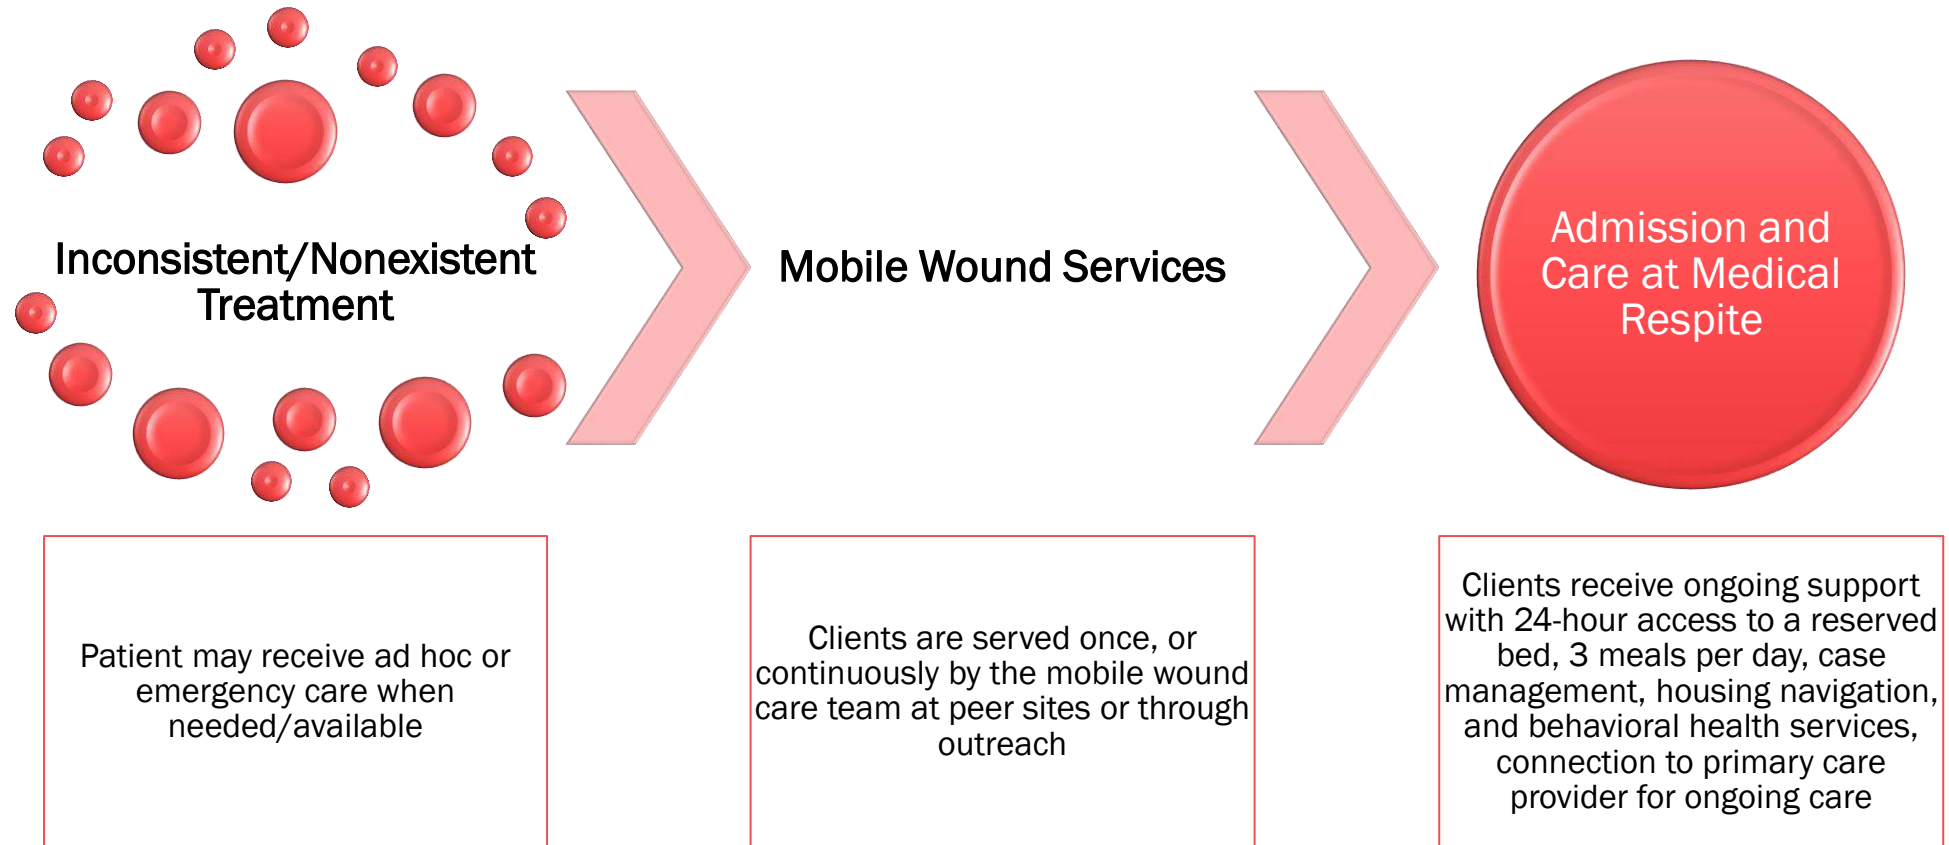 Inconsistent/Nonexistent
Treatment
Mobile Wound Services
Admission and
Care at Medical
Respite
Patient may receive ad hoc or
emergency care when
needed/available
Clients are served once, or
continuously by the mobile wound
care team at peer sites or through
outreach
Clients receive ongoing support
with 24-hour access to a reserved
bed, 3 meals per day, case
management, housing navigation,
and behavioral health services,
connection to primary care
provider for ongoing care